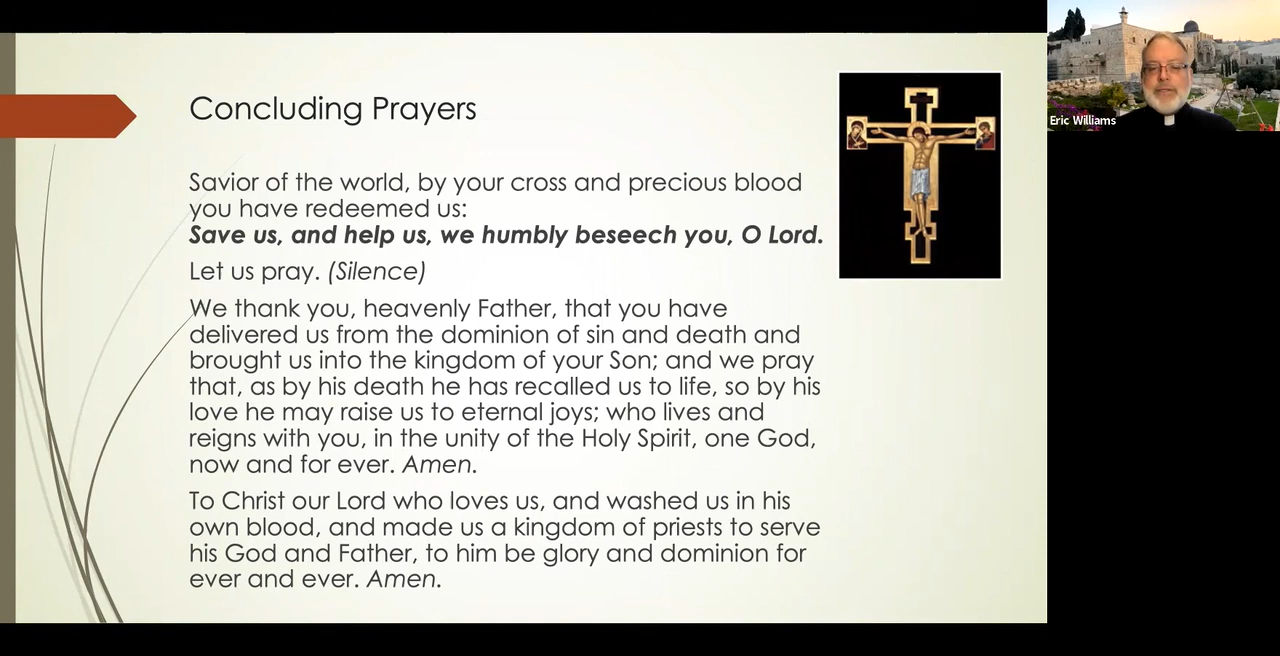 Concluding Prayers
Savior of the world, by your cross and precious blood
you have redeemed us:
Save us, and help us, we humbly beseech you, O Lord.
Let us pray. (Silence)
We thank you, heavenly Father, that you have
delivered us from the dominion of sin and death and
brought us into the kingdom of your Son; and we pray
that, as by his death he has recalled us to life, so by his
love he may raise us to eternal joys; who lives and
reigns with you, in the unity of the Holy Spirit, one God,
now and for ever. Amen.
To Christ our Lord who loves us, and washed us in his
own blood, and made us a kingdom of priests to serve
his God and Father, to him be glory and dominion for
ever and ever. Amen.
Eric Williams